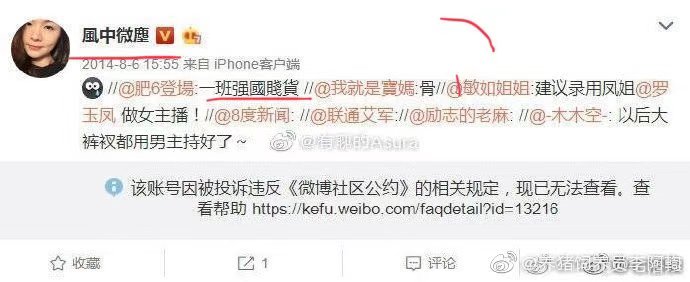 風中微塵
2014-8-6 15:55 来自 iPhone客户端
//@肥6登場:一班强國賤貨 //@我就是寶媽:骨//@敏如姐姐:建议录用凤姐@罗
玉凤 做女主播！//@8度新闻: //@联通艾军://@励志的老麻: //@-木木空-: 以后大
裤衩都用男主持好了～
@有聊的Asura
该账号因被投诉违反《微博社区公约》的相关规定，现已无法查看。查
看帮助 https://kefu.weibo.com/faqdetail?id=13216
收藏
1
评论